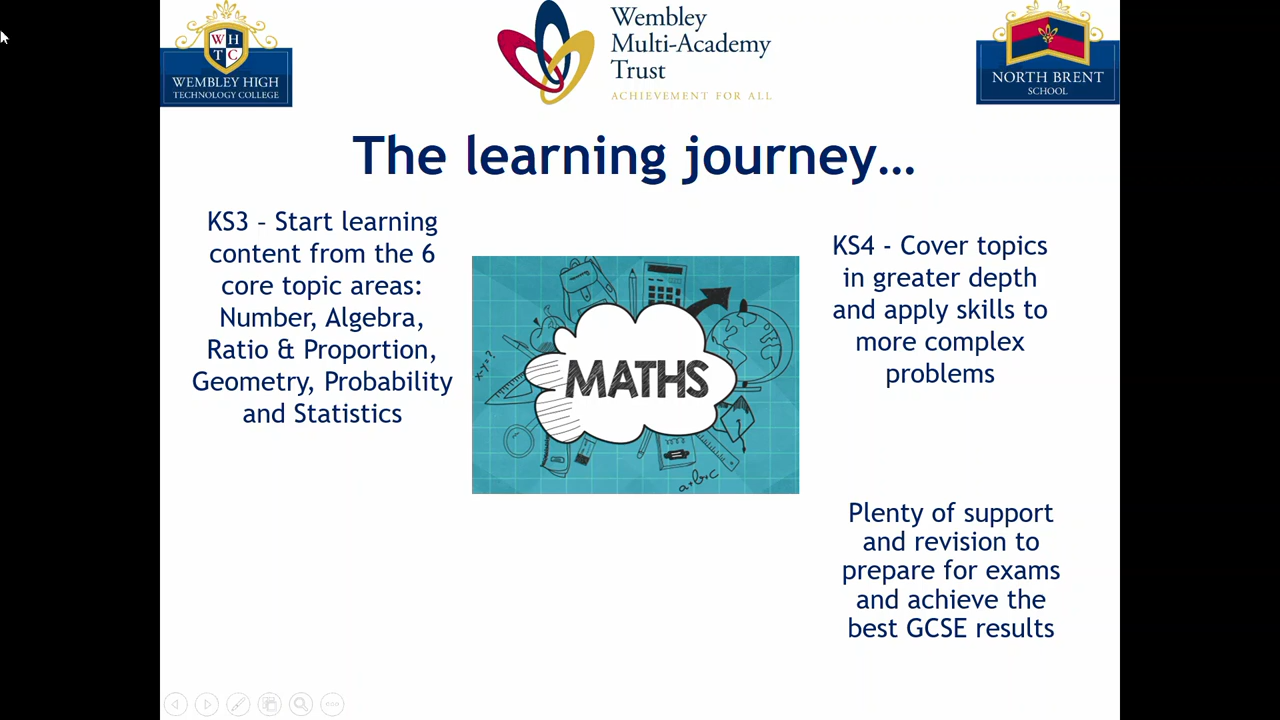 W H
T C
WEMBLEY HIGH
TECHNOLOGY COLLEGE
Wembley
Multi-Academy
Trust
ACHIEVEMENT FOR ALL
NORTH BRENT
SCHOOL
The learning journey...
KS3 – Start learning
content from the 6
core topic areas:
Number, Algebra,
Ratio & Proportion,
Geometry, Probability
and Statistics
x-y=?
MATHS
a+b=c
KS4 - Cover topics
in greater depth
and apply skills to
more complex
problems
Plenty of support
and revision to
prepare for exams
and achieve the
best GCSE results